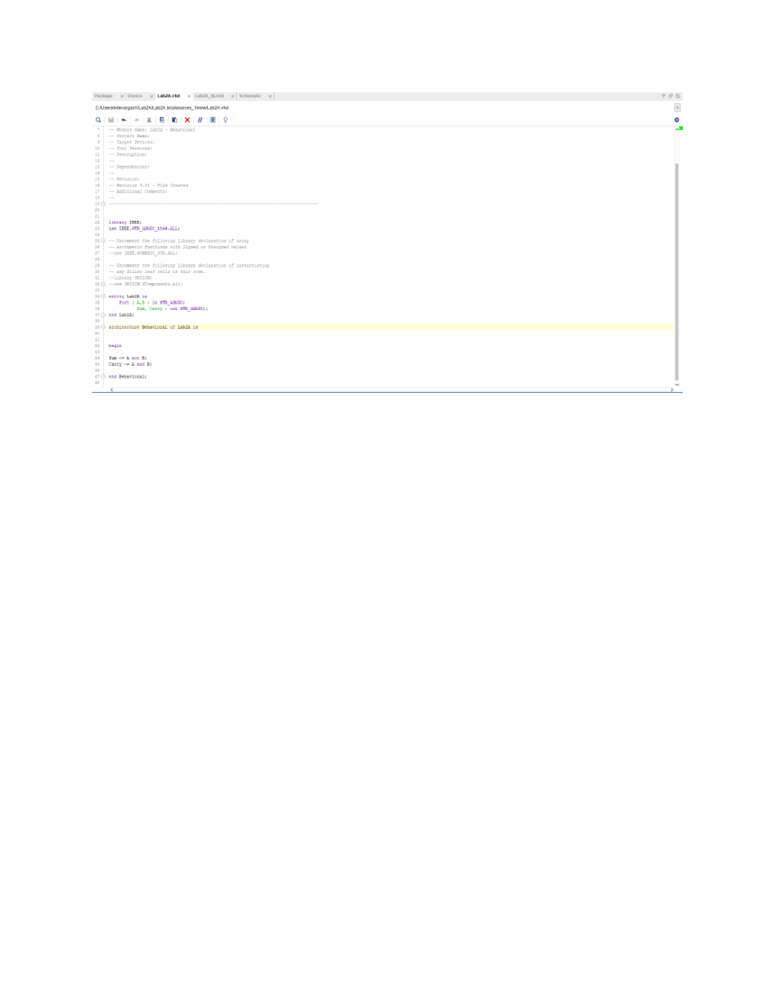 Package × Device × Lab2A.vhd × Lab2A_tb.vhd × Schematic ×
C:/Users/edevargas1/Lab2A/Lab2A.srcs/sources_1/new/Lab2A.vhd
7 -- Module Name: Lab2A - Behavioral
8 -- Project Name:
9 -- Target Devices:
10 -- Tool Versions:
11 -- Description:
12 --
13 -- Dependencies:
14 --
15 -- Revision:
16 -- Revision 0.01 - File Created
17 -- Additional Comments:
18 --
19 ----------------------------------------------------------------------------------
20
21
22 library IEEE;
23 use IEEE.STD_LOGIC_1164.ALL;
24
25 -- Uncomment the following library declaration if using
26 -- arithmetic functions with Signed or Unsigned values
27 --use IEEE.NUMERIC_STD.ALL;
28
29 -- Uncomment the following library declaration if instantiating
30 -- any Xilinx leaf cells in this code.
31 --library UNISIM;
32 --use UNISIM.VComponents.all;
33
34 entity Lab2A is
35 Port ( A,B : in STD_LOGIC;
36 Sum, Carry : out STD_LOGIC);
37 end Lab2A;
38
39 architecture Behavioral of Lab2A is
40
41
42 begin
43
44 Sum <= A xor B;
45 Carry <= A and B;
46
47 end Behavioral;
48